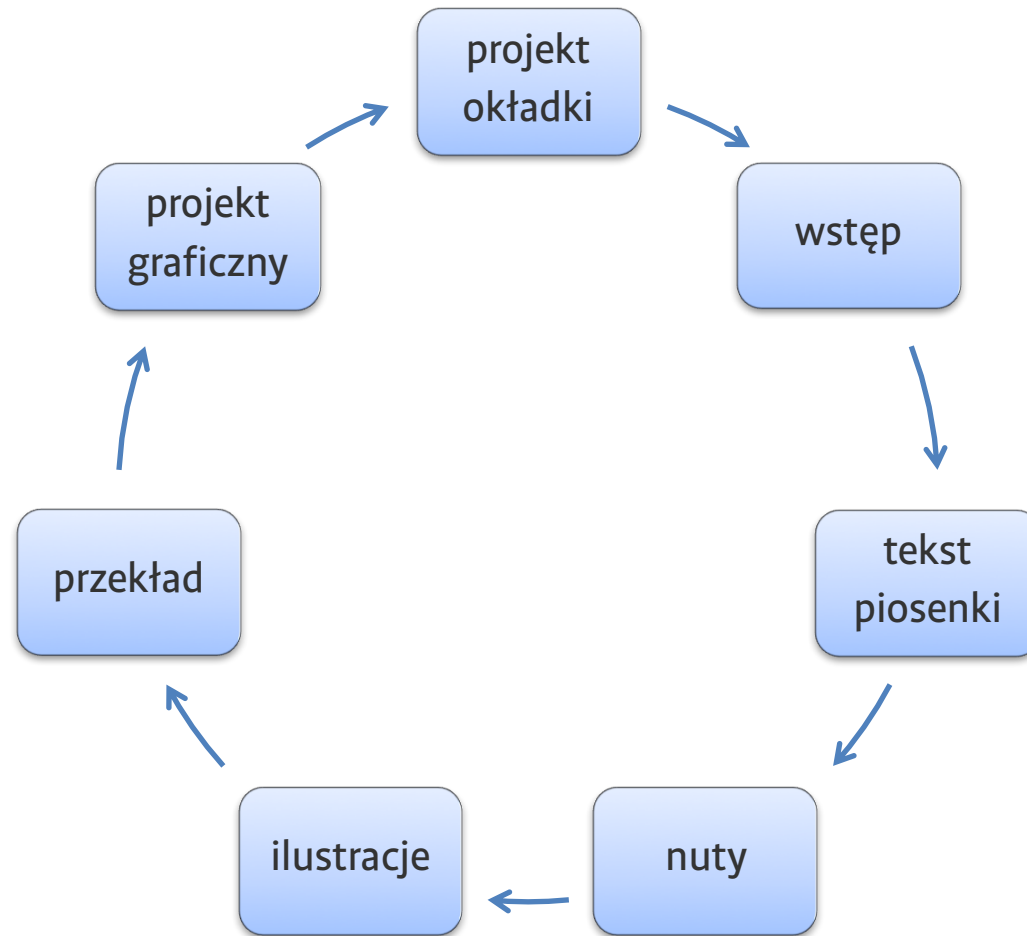 projekt
okładki
wstęp
tekst
piosenki
nuty
ilustracje
przekład
projekt
graficzny